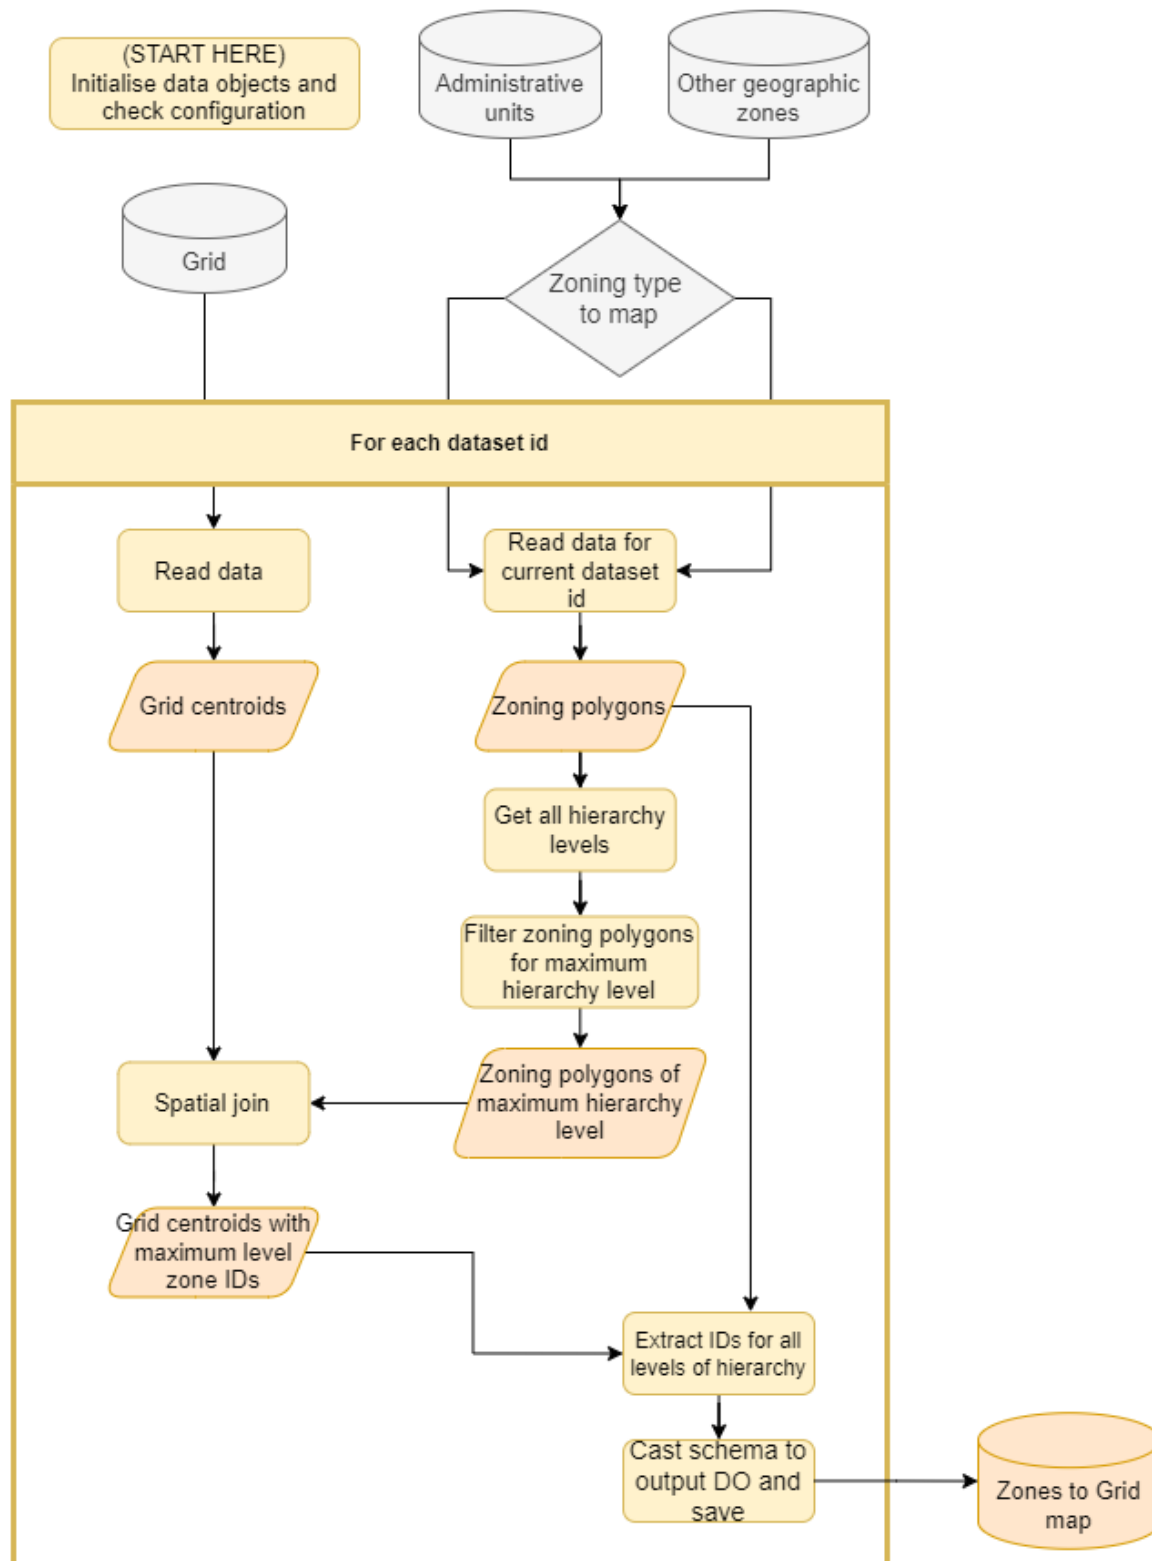 (START HERE)
Initialise data objects and
check configuration
Administrative
units
Other geographic
zones
Grid
Zoning type
to map
For each dataset id
Read data
Read data for
current dataset
id
Grid centroids
Zoning polygons
Get all hierarchy
levels
Filter zoning polygons
for maximum
hierarchy level
Spatial join
Zoning polygons of
maximum hierarchy
level
Grid centroids with
maximum level
zone IDs
Extract IDs for all
levels of hierarchy
Cast schema to
output DO and
save
Zones to Grid
map